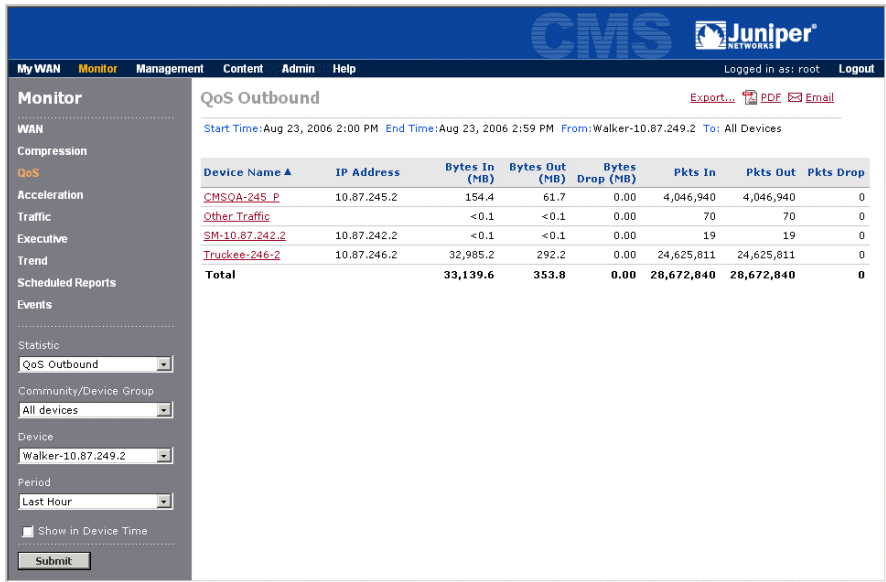 CMS
Juniper®
NETWORKS
My WAN Monitor Management Content Admin Help Logged in as: root Logout
Monitor
WAN
Compression
QoS
Acceleration
Traffic
Executive
Trend
Scheduled Reports
Events
Statistic
QoS Outbound
Community/Device Group
All devices
Device
Walker-10.87.249.2
Period
Last Hour
Show in Device Time
Submit
QoS Outbound
Export... PDF Email
Start Time:Aug 23, 2006 2:00 PM End Time:Aug 23, 2006 2:59 PM From:Walker-10.87.249.2 To: All Devices
Device Name IP Address Bytes In (MB) Bytes Out (MB) Bytes Drop (MB) Pkts In Pkts Out Pkts Drop
CMSQA-245_P 10.87.245.2 154.4 61.7 0.00 4,046,940 4,046,940 0
Other Traffic <0.1 <0.1 0.00 70 70 0
SM-10.87.242.2 10.87.242.2 <0.1 <0.1 0.00 19 19 0
Truckee-246-2 10.87.246.2 32,985.2 292.2 0.00 24,625,811 24,625,811 0
Total 33,139.6 353.8 0.00 28,672,840 28,672,840 0